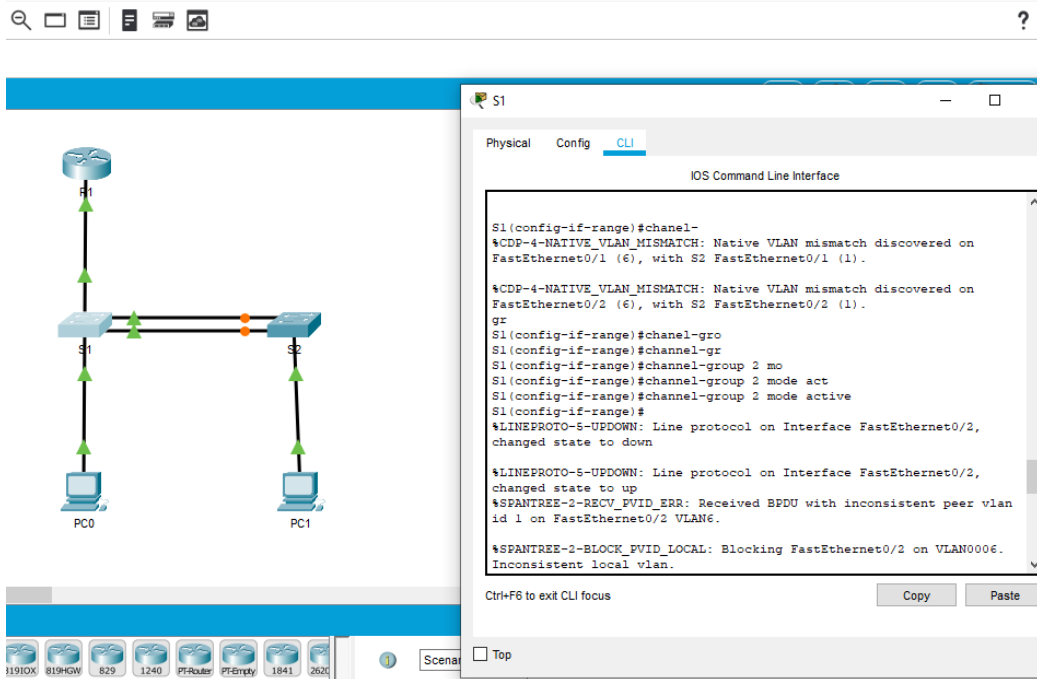 ?
S1
Physical Config CLI
IOS Command Line Interface
S1(config-if-range)#chanel-
%CDP-4-NATIVE_VLAN_MISMATCH: Native VLAN mismatch discovered on
FastEthernet0/1 (6), with S2 FastEthernet0/1 (1).
%CDP-4-NATIVE_VLAN_MISMATCH: Native VLAN mismatch discovered on
FastEthernet0/2 (6), with S2 FastEthernet0/2 (1).
gr
S1(config-if-range)#chanel-gro
S1(config-if-range)#channel-gr
S1(config-if-range)#channel-group 2 mo
S1(config-if-range)#channel-group 2 mode act
S1(config-if-range)#channel-group 2 mode active
S1(config-if-range)#
%LINEPROTO-5-UPDOWN: Line protocol on Interface FastEthernet0/2,
changed state to down
%LINEPROTO-5-UPDOWN: Line protocol on Interface FastEthernet0/2,
changed state to up
%SPANTREE-2-RECV_PVID_ERR: Received BPDU with inconsistent peer vlan
id 1 on FastEthernet0/2 VLAN6.
%SPANTREE-2-BLOCK_PVID_LOCAL: Blocking FastEthernet0/2 on VLAN0006.
Inconsistent local vlan.
Ctrl+F6 to exit CLI focus
Copy Paste
Top
R1
S1 S2
PC0 PC1
819IOX 819HGW 829 1240 PT-Router PT-Empty 1841 2620
Scenar